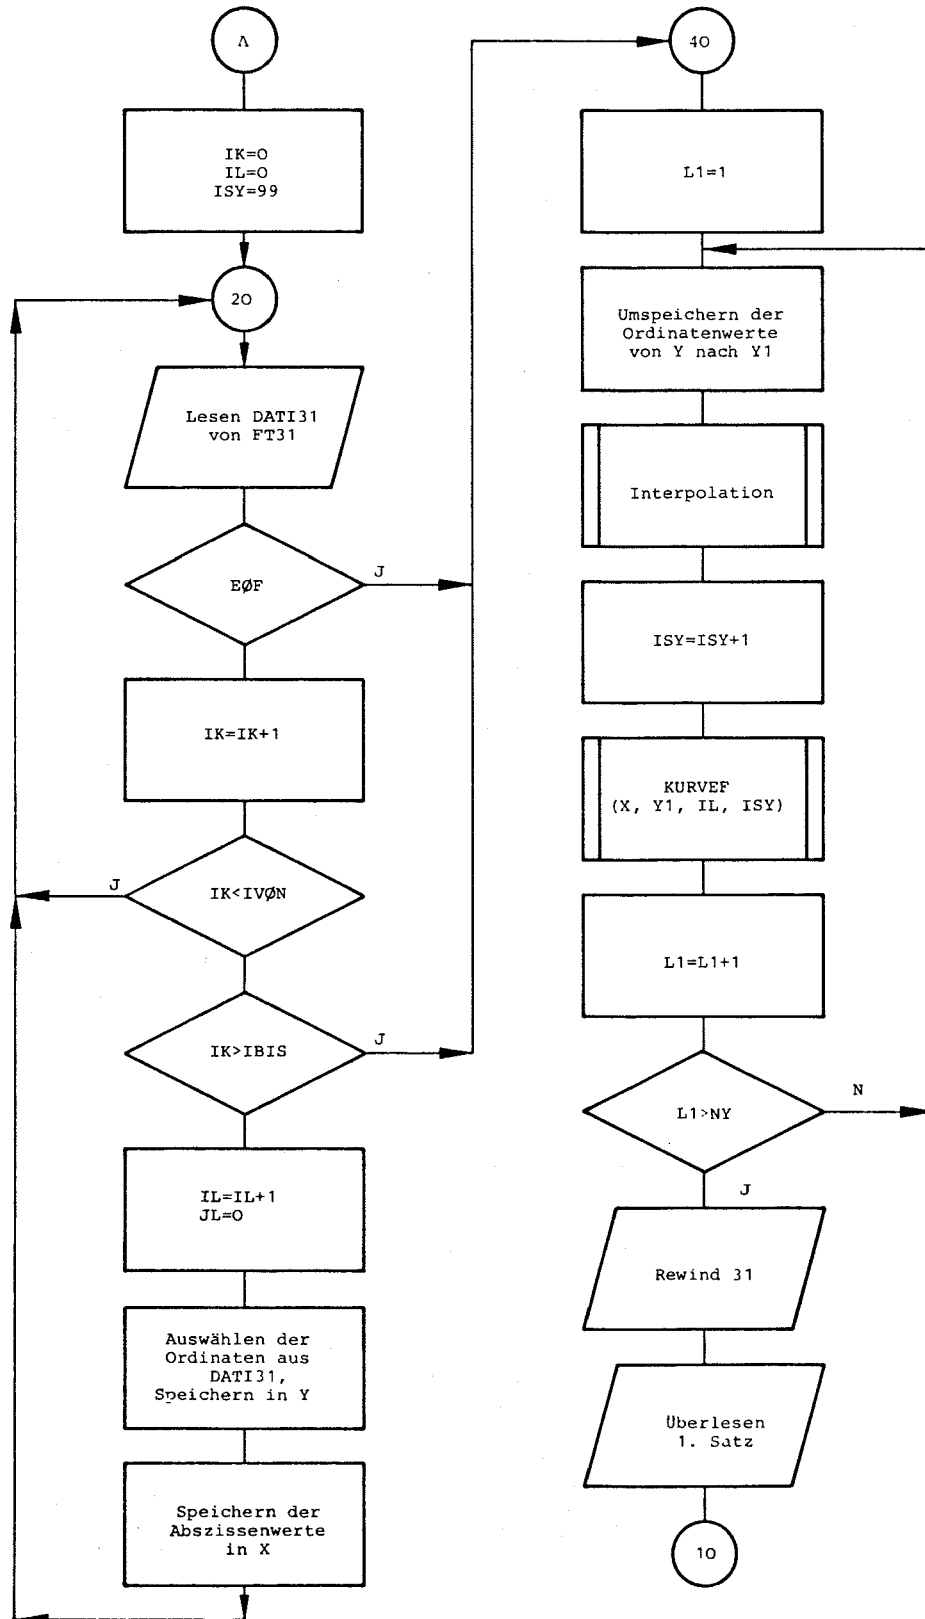 A
IK=0
IL=0
ISY=99
20
Lesen DATI31
von FT31
EØF
J
IK=IK+1
J
IK<IVØN
IK>IBIS
J
IL=IL+1
JL=0
Auswählen der
Ordinaten aus
DATI31,
Speichern in Y
Speichern der
Abszissenwerte
in X
40
L1=1
Umspeichern der
Ordinatenwerte
von Y nach Y1
Interpolation
ISY=ISY+1
KURVEF
(X, Y1, IL, ISY)
L1=L1+1
L1>NY
N
J
Rewind 31
Überlesen
1. Satz
10